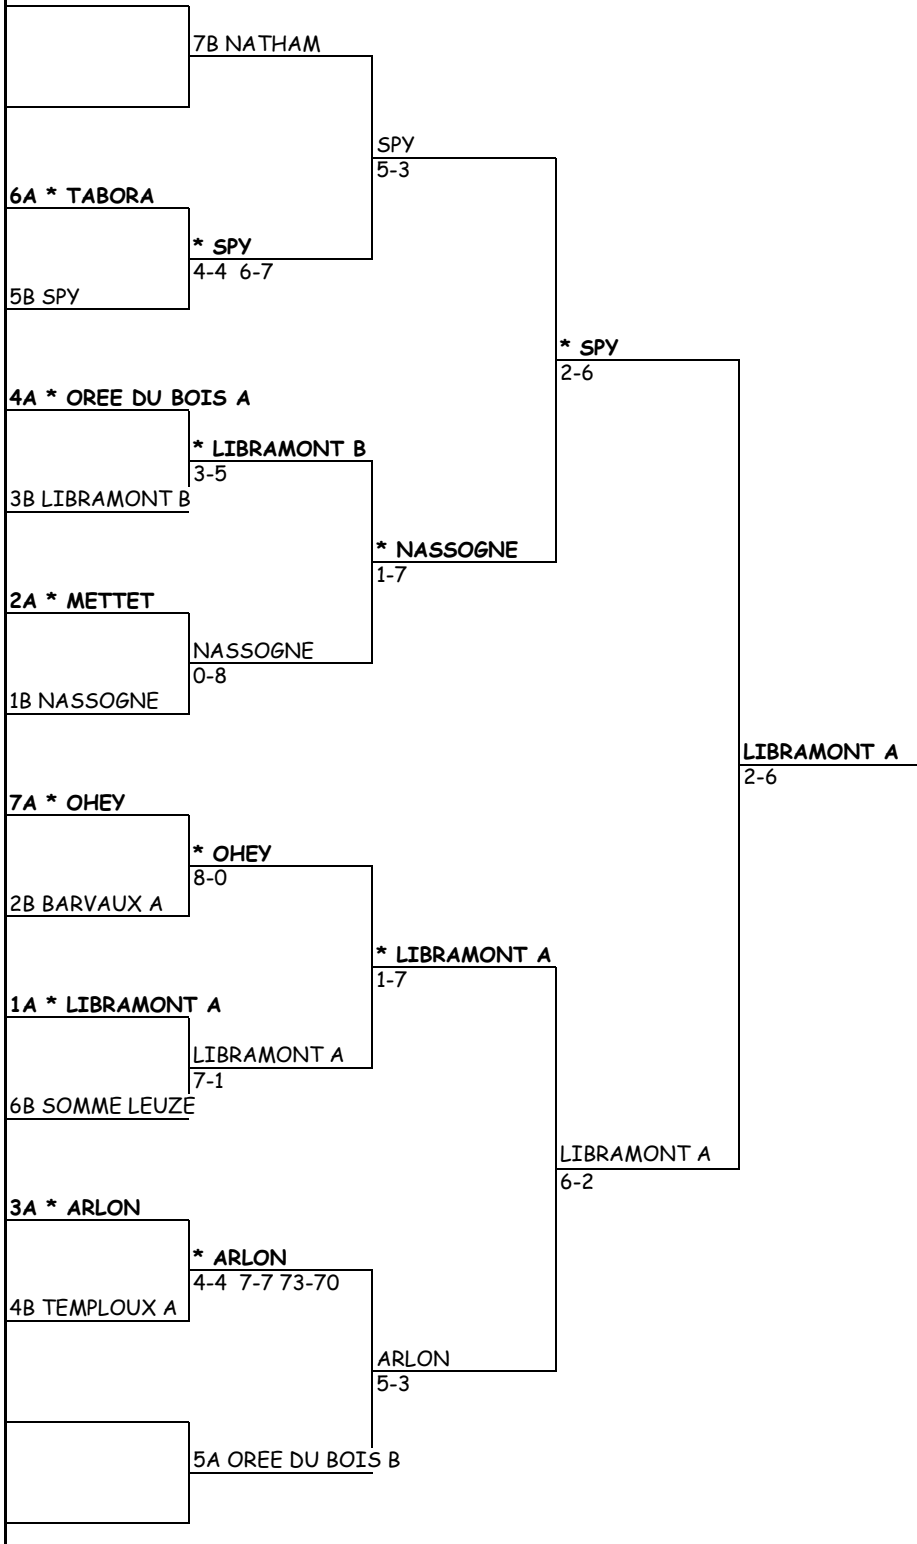 7B NATHAM
SPY
5-3
6A * TABORA
* SPY
4-4 6-7
5B SPY
* SPY
2-6
4A * OREE DU BOIS A
* LIBRAMONT B
3-5
3B LIBRAMONT B
* NASSOGNE
1-7
2A * METTET
NASSOGNE
0-8
1B NASSOGNE
LIBRAMONT A
2-6
7A * OHEY
* OHEY
8-0
2B BARVAUX A
* LIBRAMONT A
1-7
1A * LIBRAMONT A
LIBRAMONT A
7-1
6B SOMME LEUZE
LIBRAMONT A
6-2
3A * ARLON
* ARLON
4-4 7-7 73-70
4B TEMPLOUX A
ARLON
5-3
5A OREE DU BOIS B